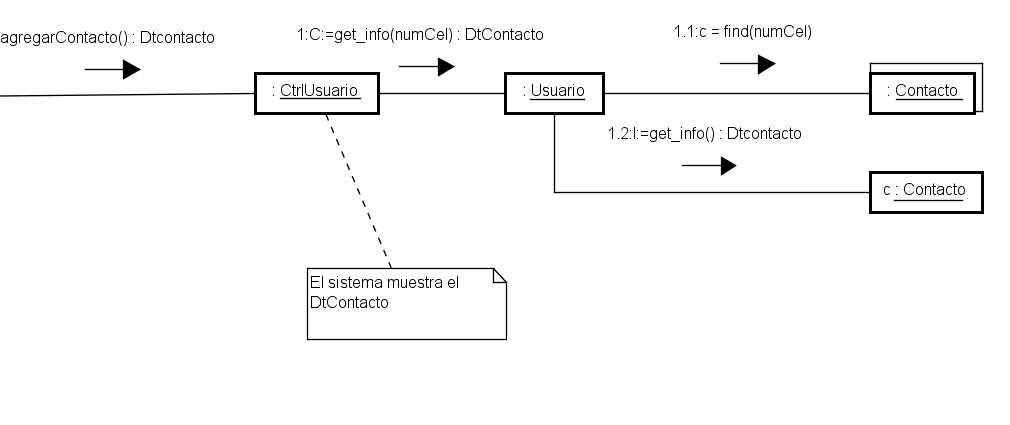 agregarContacto() : Dtcontacto
1:C:=get_info(numCel) : DtContacto
1.1:c = find(numCel)
: CtrlUsuario
: Usuario
: Contacto
1.2:I:=get_info() : Dtcontacto
c : Contacto
El sistema muestra el
DtContacto